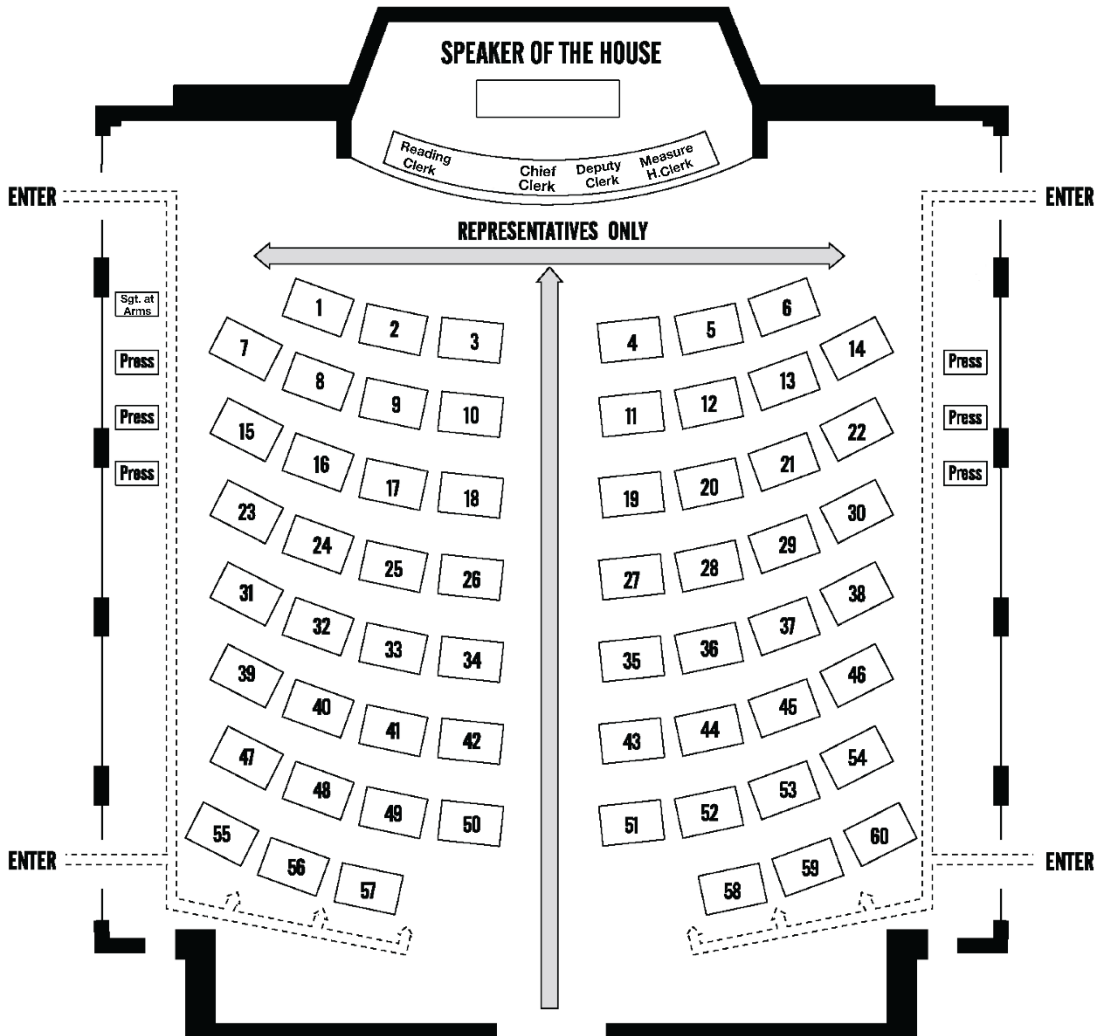 SPEAKER OF THE HOUSE
Reading
Clerk
Chief
Clerk
Deputy
Clerk
Measure
H.Clerk
ENTER
ENTER
REPRESENTATIVES ONLY
Sgt. at
Arms
Press
Press
Press
Press
Press
Press
1
2
3
4
5
6
7
8
9
10
11
12
13
14
15
16
17
18
19
20
21
22
23
24
25
26
27
28
29
30
31
32
33
34
35
36
37
38
39
40
41
42
43
44
45
46
47
48
49
50
51
52
53
54
55
56
57
58
59
60
ENTER
ENTER